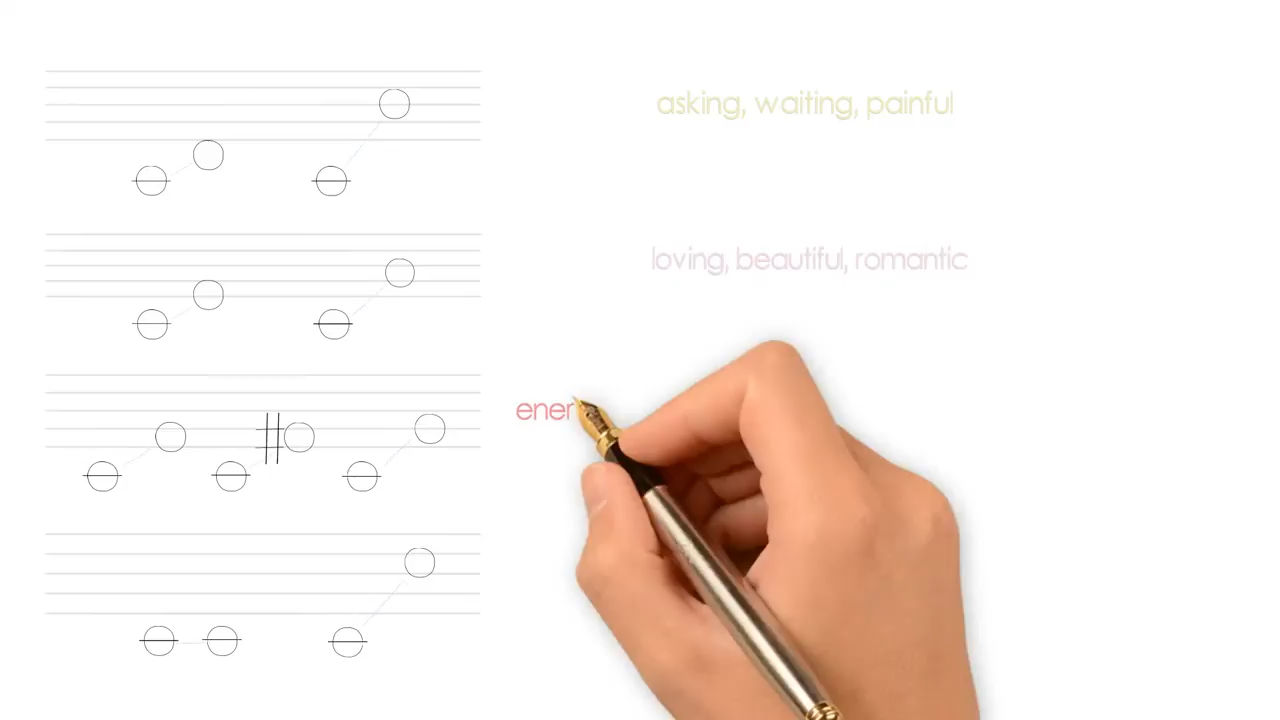 asking, waiting, painful
loving, beautiful, romantic
ener